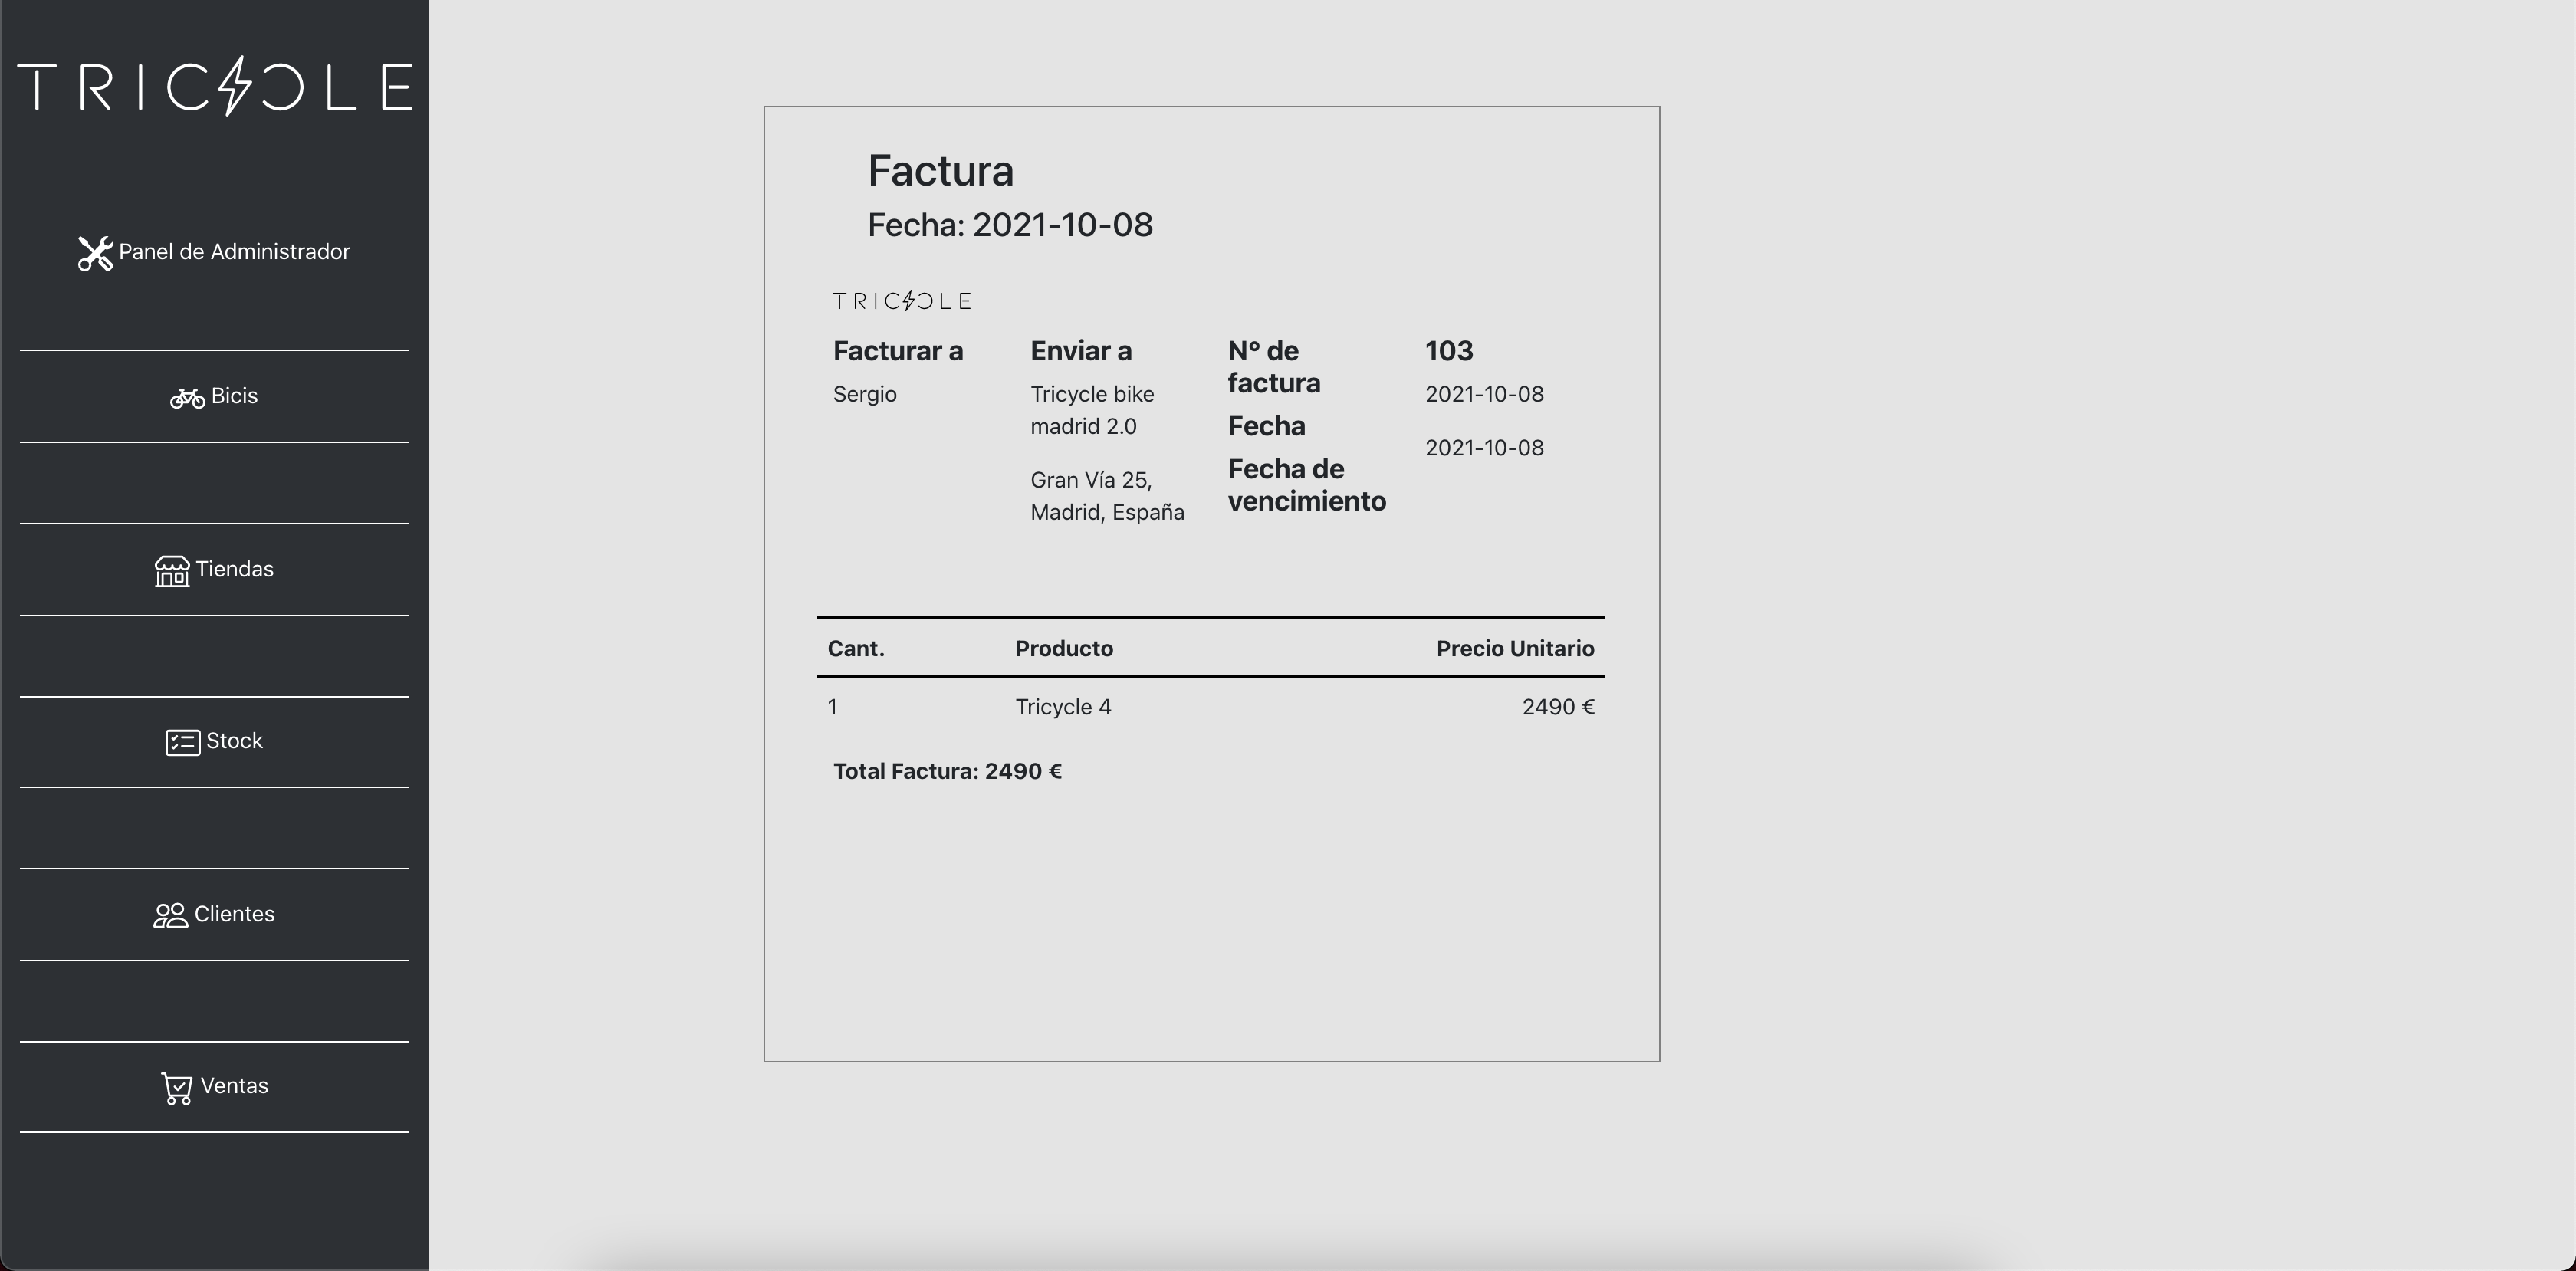 TRICCLE
Panel de Administrador
Bicis
Tiendas
Stock
Clientes
Ventas
Factura
Fecha: 2021-10-08
TRICCLE
Facturar a
Sergio
Enviar a
Tricycle bike
madrid 2.0
Gran Vía 25,
Madrid, España
Nº de
factura
Fecha
Fecha de
vencimiento
103
2021-10-08
2021-10-08
Cant. Producto Precio Unitario
1 Tricycle 4 2490 €
Total Factura: 2490 €